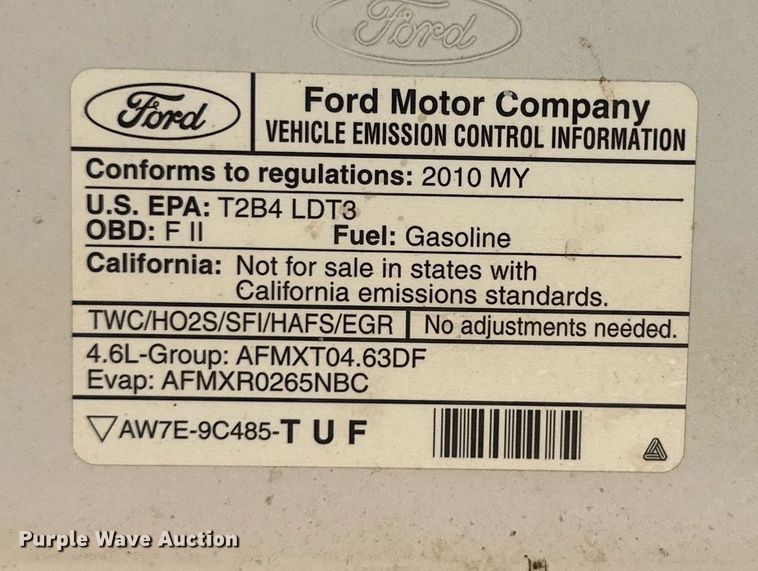 Ford
Ford
Ford Motor Company
VEHICLE EMISSION CONTROL INFORMATION
Conforms to regulations: 2010 MY
U.S. EPA: T2B4 LDT3
OBD: F II Fuel: Gasoline
California: Not for sale in states with
California emissions standards.
TWC/HO2S/SFI/HAFS/EGR No adjustments needed.
4.6L-Group: AFMXT04.63DF
Evap: AFMXR0265NBC
AW7E-9C485-T U F
Purple Wave Auction